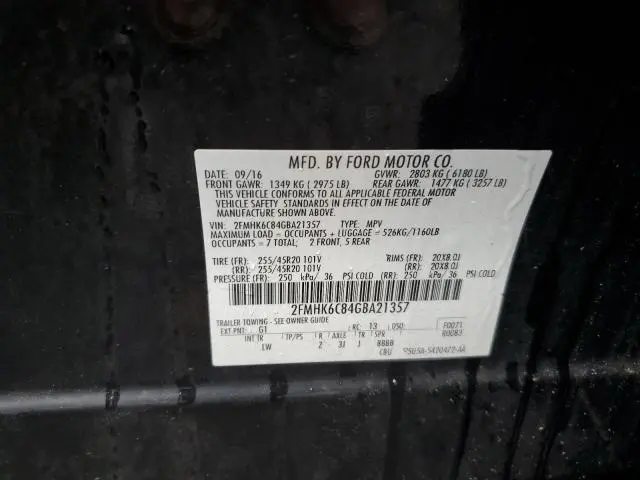 MFD. BY FORD MOTOR CO.
DATE: 09/16 GVWR: 2803 KG ( 6180 LB)
FRONT GAWR: 1349 KG ( 2975 LB) REAR GAWR: 1477 KG ( 3257 LB)
THIS VEHICLE CONFORMS TO ALL APPLICABLE FEDERAL MOTOR
VEHICLE SAFETY STANDARDS IN EFFECT ON THE DATE OF
MANUFACTURE SHOWN ABOVE.
VIN: 2FMHK6C84GBA21357 TYPE: MPV
MAXIMUM LOAD = OCCUPANTS + LUGGAGE = 526KG/1160LB
OCCUPANTS = 7 TOTAL; 2 FRONT, 5 REAR
TIRE (FR): 255/45R20 101V RIMS (FR): 20X8.0J
(RR): 255/45R20 101V (RR): 20X8.0J
PRESSURE (FR): 250 kPa/ 36 PSI COLD (RR): 250 kPa/ 36 PSI COLD
2FMHK6C84GBA21357
TRAILER TOWING - SEE OWNER GUIDE
EXT PNT: G1 RC: 13 DSO: F0071
R0083
INT TR TP/PS R AXLE TR SPR
LW 2 3J J 8888
CBU